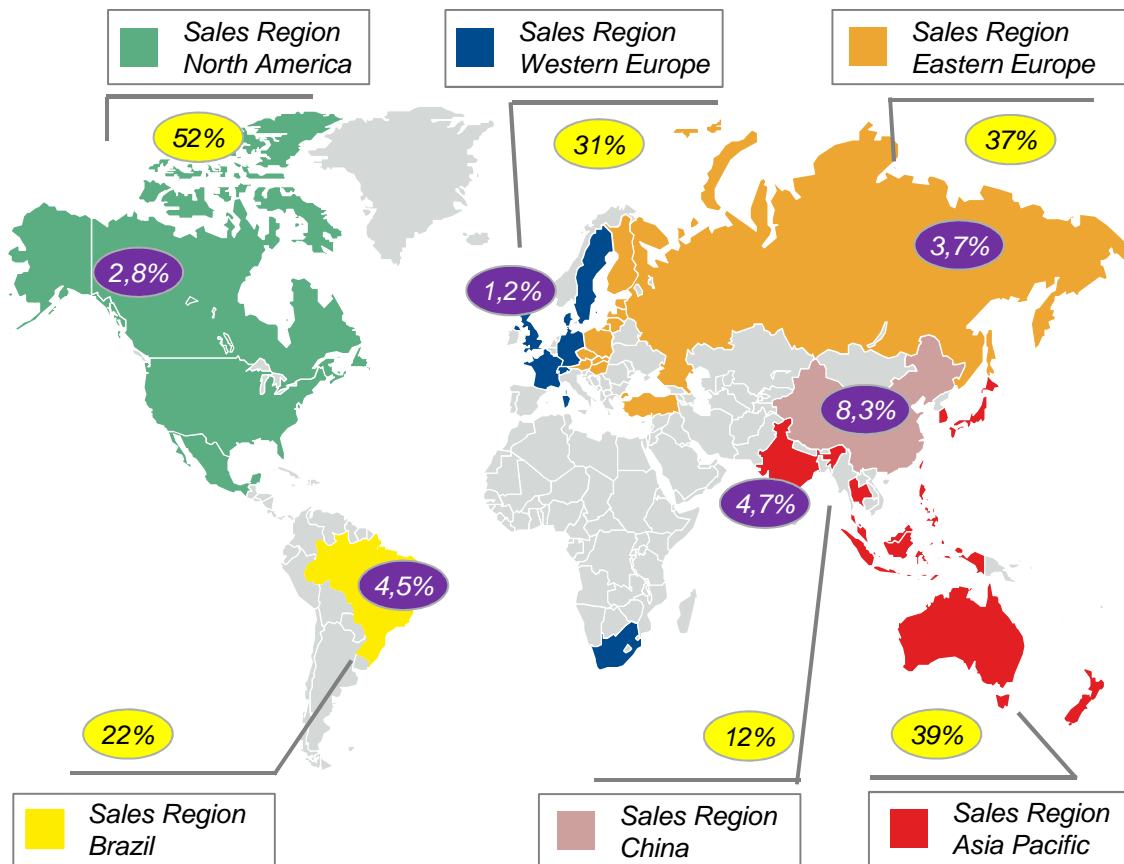 Sales Region
North America
Sales Region
Western Europe
Sales Region
Eastern Europe
52%
31%
37%
2,8%
1,2%
3,7%
8,3%
4,7%
4,5%
22%
12%
39%
Sales Region
Brazil
Sales Region
China
Sales Region
Asia Pacific